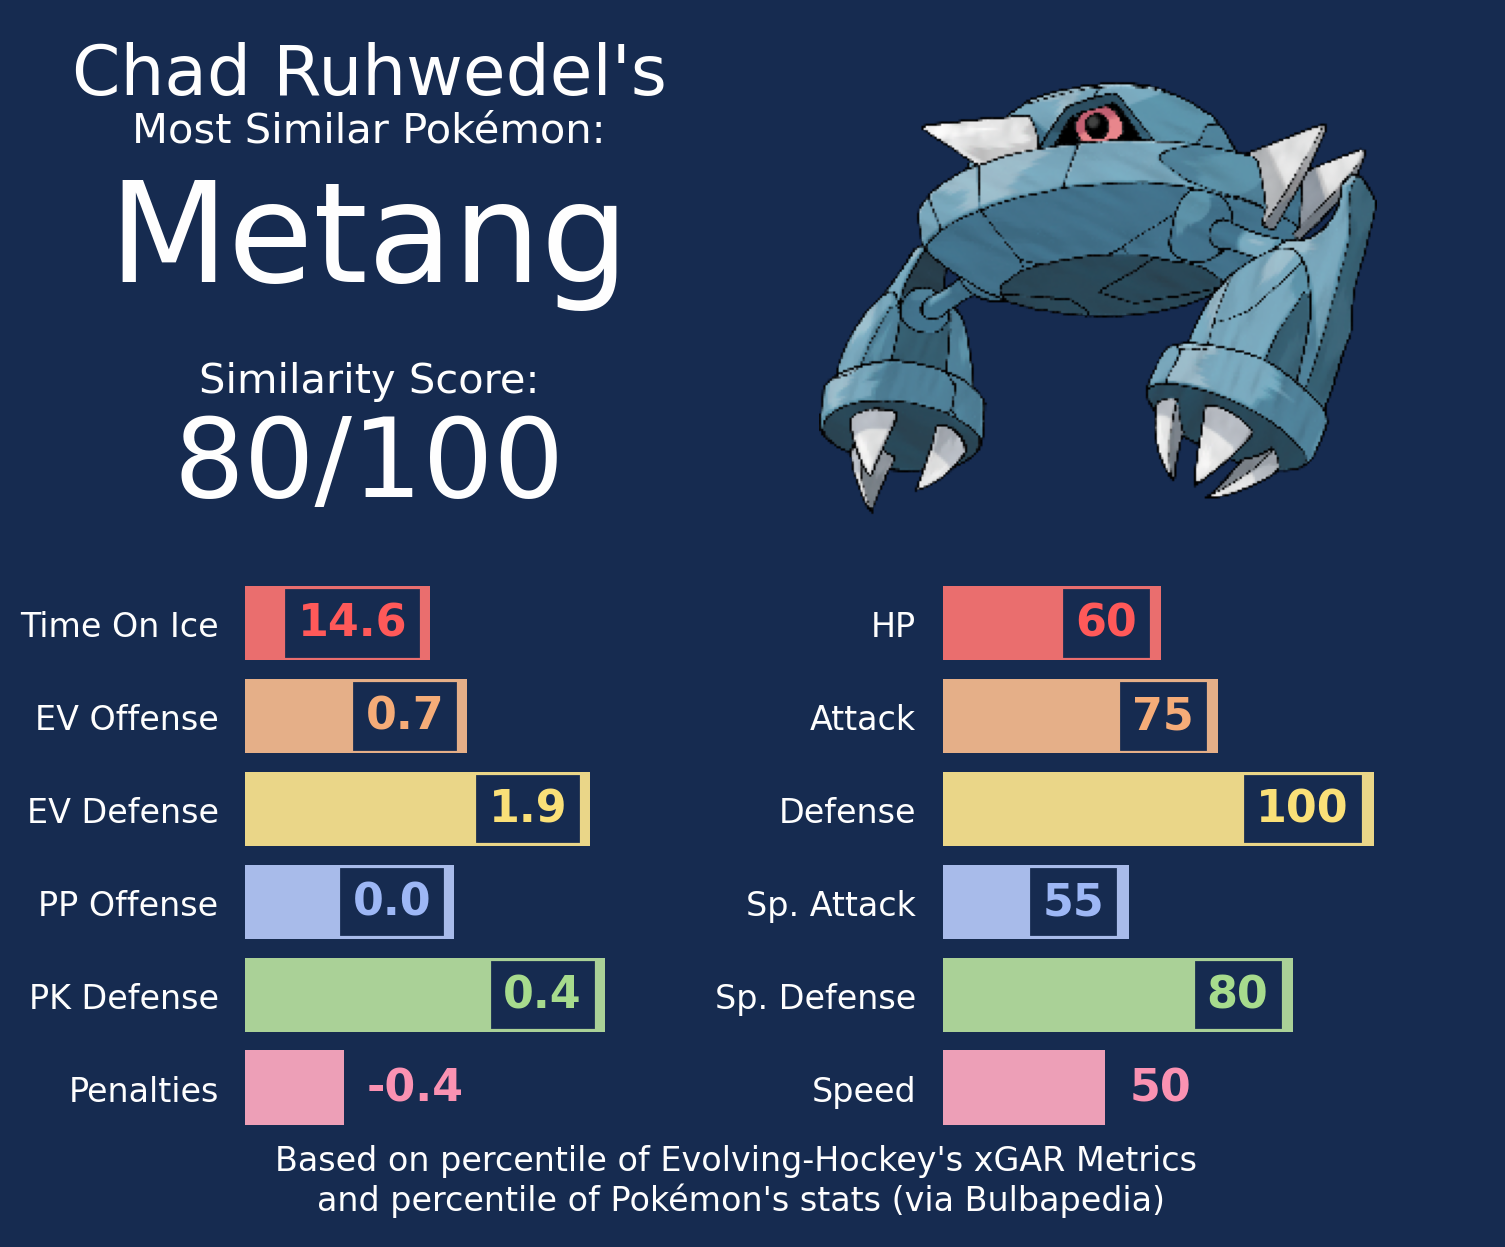 Chad Ruhwedel's
Most Similar Pokémon:
Metang
Similarity Score:
80/100
Time On Ice 14.6
EV Offense 0.7
EV Defense 1.9
PP Offense 0.0
PK Defense 0.4
Penalties -0.4
HP 60
Attack 75
Defense 100
Sp. Attack 55
Sp. Defense 80
Speed 50
Based on percentile of Evolving-Hockey's xGAR Metrics
and percentile of Pokémon's stats (via Bulbapedia)